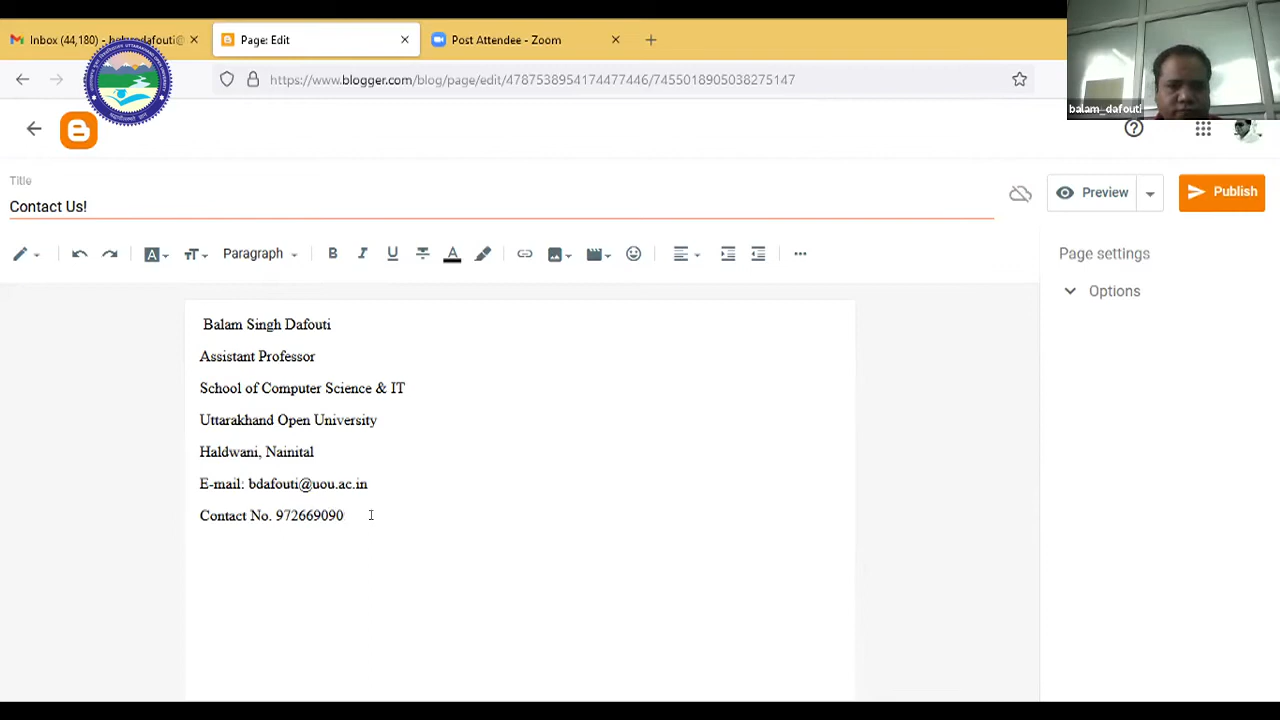 Inbox (44,180) - balamdafouti@
Page: Edit
Post Attendee - Zoom
https://www.blogger.com/blog/page/edit/4787538954174477446/7455018905038275147
balam_dafouti
Title
Contact Us!
Preview
Publish
Paragraph
Page settings
Options
Balam Singh Dafouti
Assistant Professor
School of Computer Science & IT
Uttarakhand Open University
Haldwani, Nainital
E-mail: bdafouti@uou.ac.in
Contact No. 972669090